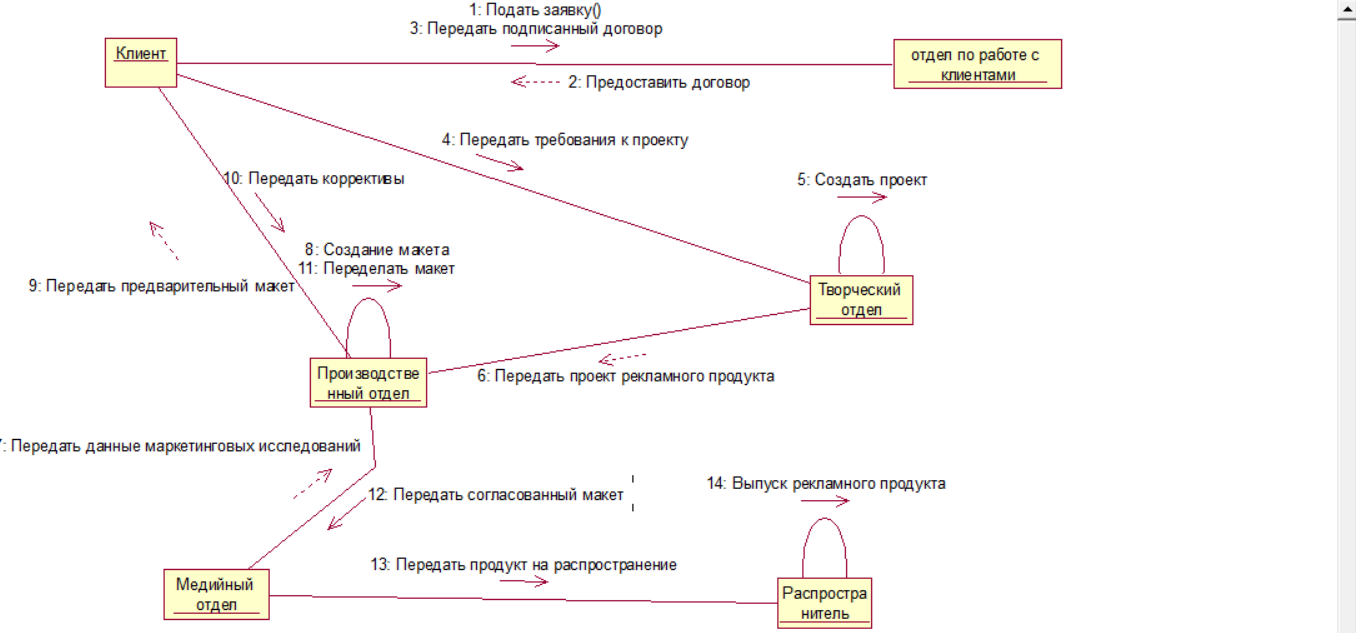 1: Подать заявку()
3: Передать подписанный договор
Клиент
отдел по работе с
клиентами
2: Предоставить договор
4: Передать требования к проекту
10: Передать коррективы
5: Создать проект
8: Создание макета
11: Переделать макет
9: Передать предварительный макет
Творческий
отдел
Производстве
нный отдел
6: Передать проект рекламного продукта
7: Передать данные маркетинговых исследований
12: Передать согласованный макет
14: Выпуск рекламного продукта
13: Передать продукт на распространение
Медийный
отдел
Распростра
нитель